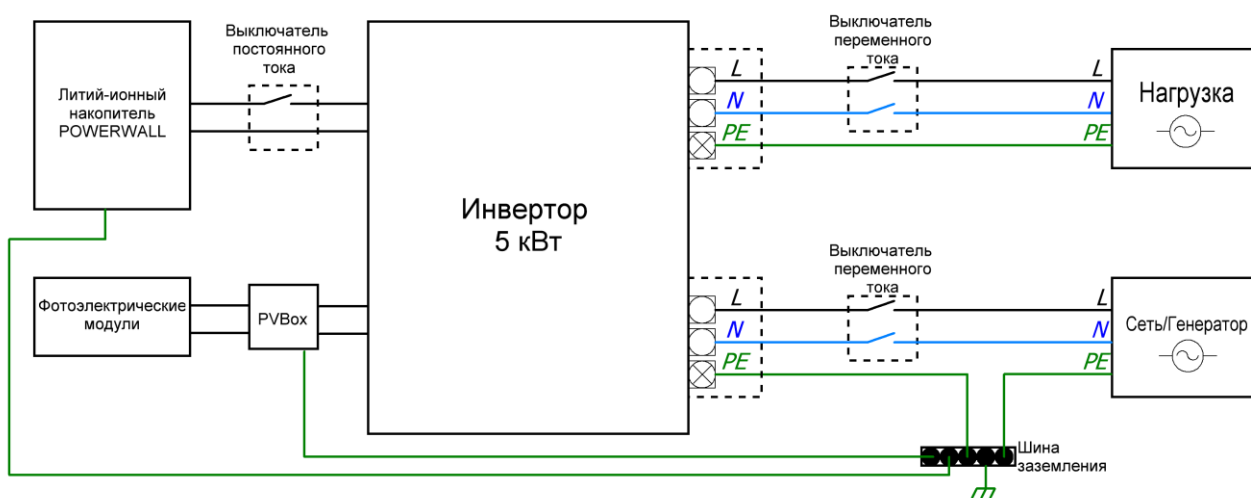 Литий-ионный
накопитель
POWERWALL
Выключатель
постоянного
тока
Инвертор
5 кВт
L
N
PE
Выключатель
переменного
тока
L
N
PE
Нагрузка
Фотоэлектрические
модули
PVBox
L
N
PE
Выключатель
переменного
тока
L
N
PE
Сеть/Генератор
Шина
заземления